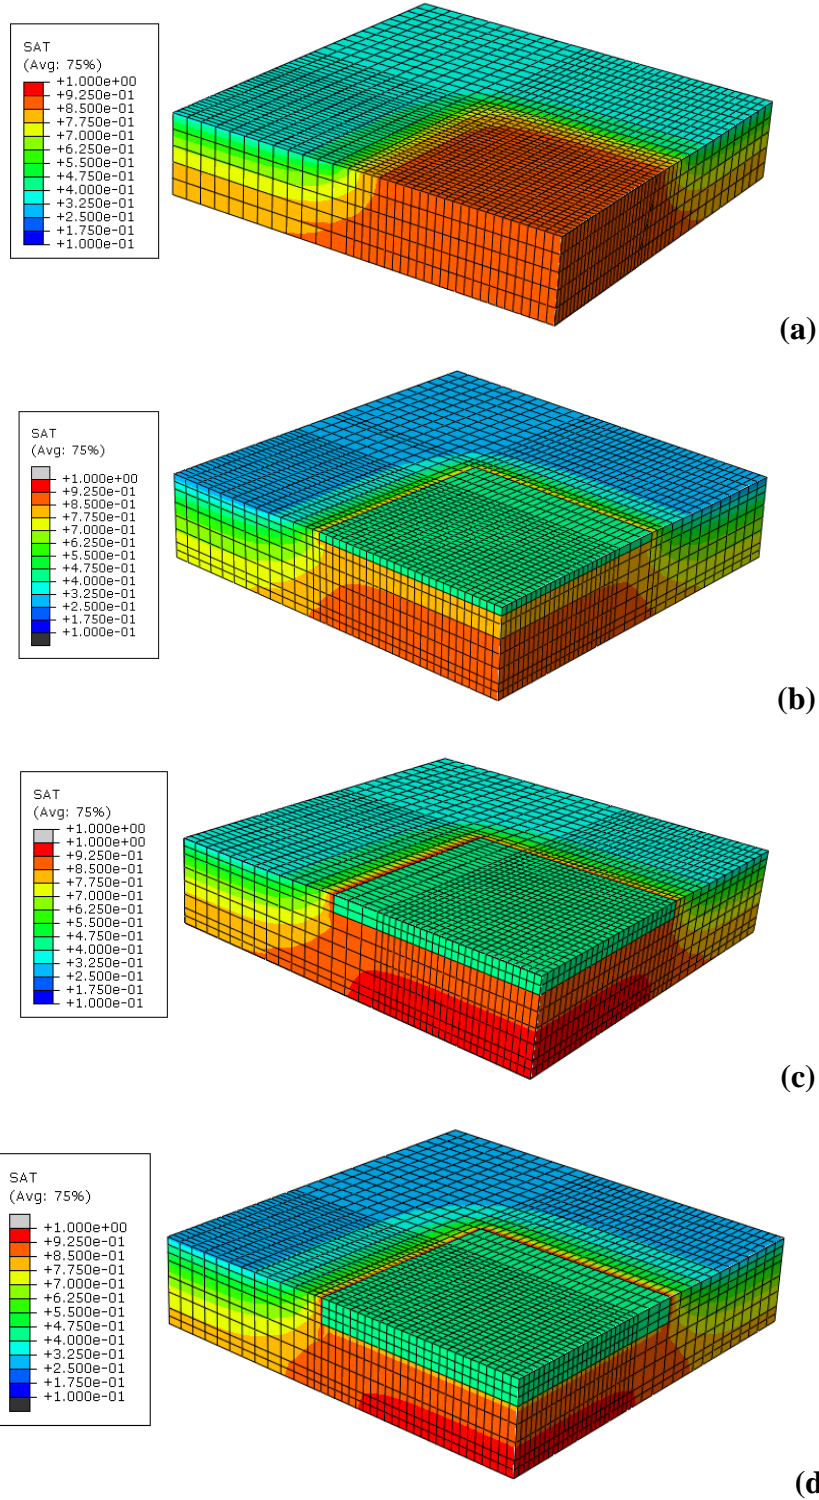 SAT
(Avg: 75%)
+1.000e+00
+9.250e-01
+8.500e-01
+7.750e-01
+7.000e-01
+6.250e-01
+5.500e-01
+4.750e-01
+4.000e-01
+3.250e-01
+2.500e-01
+1.750e-01
+1.000e-01
(a)
SAT
(Avg: 75%)
+1.000e+00
+9.250e-01
+8.500e-01
+7.750e-01
+7.000e-01
+6.250e-01
+5.500e-01
+4.750e-01
+4.000e-01
+3.250e-01
+2.500e-01
+1.750e-01
+1.000e-01
(b)
SAT
(Avg: 75%)
+1.000e+00
+1.000e+00
+9.250e-01
+8.500e-01
+7.750e-01
+7.000e-01
+6.250e-01
+5.500e-01
+4.750e-01
+4.000e-01
+3.250e-01
+2.500e-01
+1.750e-01
+1.000e-01
(c)
SAT
(Avg: 75%)
+1.000e+00
+9.250e-01
+8.500e-01
+7.750e-01
+7.000e-01
+6.250e-01
+5.500e-01
+4.750e-01
+4.000e-01
+3.250e-01
+2.500e-01
+1.750e-01
+1.000e-01
(d